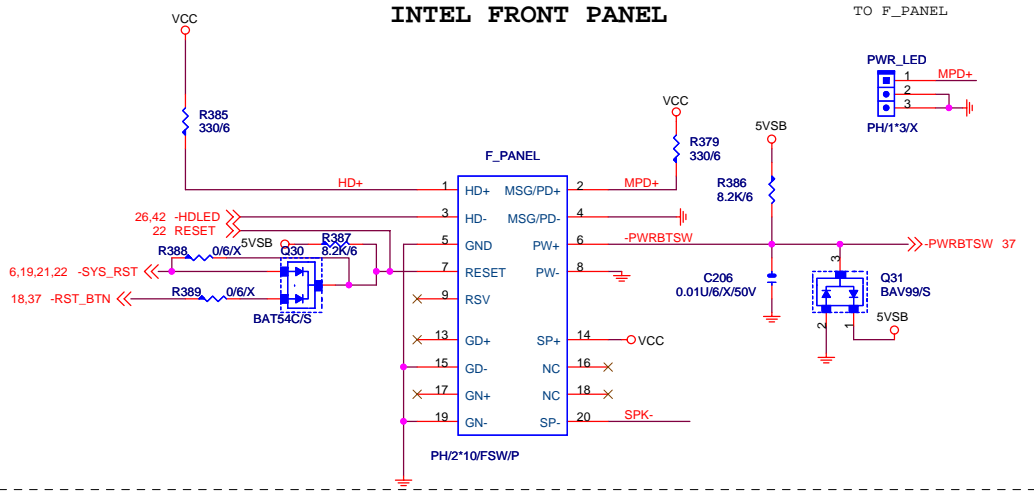 INTEL FRONT PANEL
TO F_PANEL
VCC
R385
330/6
HD+
26,42 -HDLED
22 RESET
5VSB
R387
8.2K/6
R388
0/6/X
Q30
6,19,21,22 -SYS_RST
18,37 -RST_BTN
R389
0/6/X
BAT54C/S
F_PANEL
1 HD+ MSG/PD+ 2
3 HD- MSG/PD- 4
5 GND PW+ 6
7 RESET PW- 8
9 RSV
13 GD+ SP+ 14
15 GD- NC 16
17 GN+ NC 18
19 GN- SP- 20
PH/2*10/FSW/P
VCC
R379
330/6
MPD+
-PWRBTSW
VCC
SPK-
5VSB
R386
8.2K/6
C206
0.01U/6/X/50V
-PWRBTSW 37
3
Q31
BAV99/S
2
1
5VSB
PWR_LED
1
2
3
MPD+
PH/1*3/X